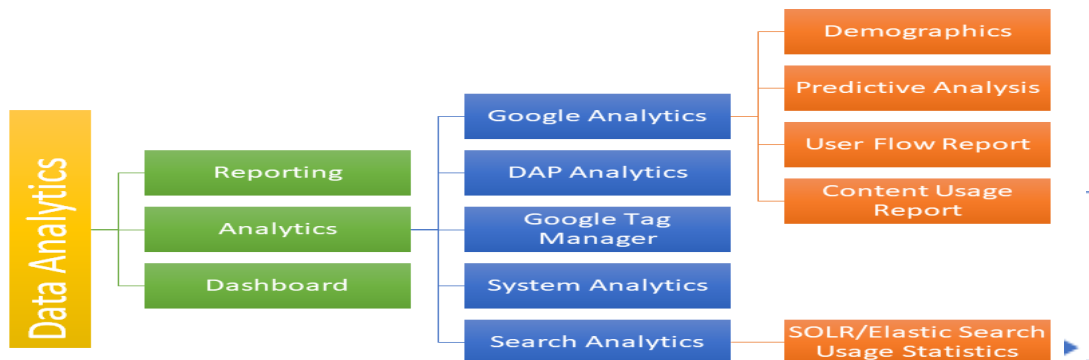 Data Analytics
Reporting
Analytics
Dashboard
Google Analytics
DAP Analytics
Google Tag
Manager
System Analytics
Search Analytics
Demographics
Predictive Analysis
User Flow Report
Content Usage
Report
SOLR/Elastic Search
Usage Statistics